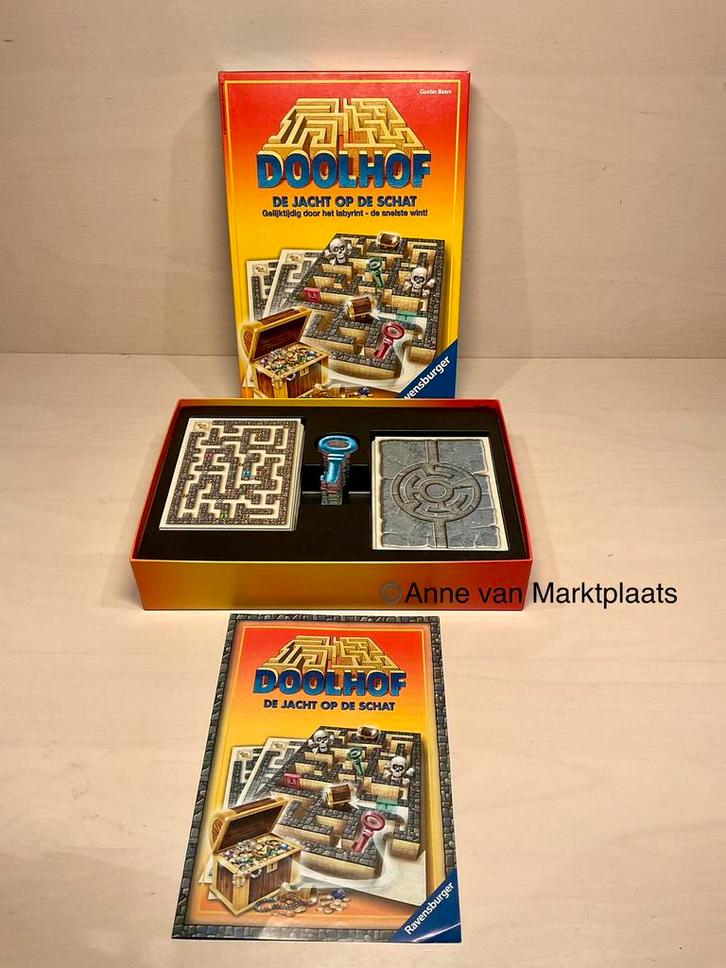 Gunter Baars
DOOLHOF
DE JACHT OP DE SCHAT
Gelijktijdig door het labyrint - de snelste wint!
Ravensburger
©Anne van Marktplaats
DOOLHOF
DE JACHT OP DE SCHAT
Ravensburger